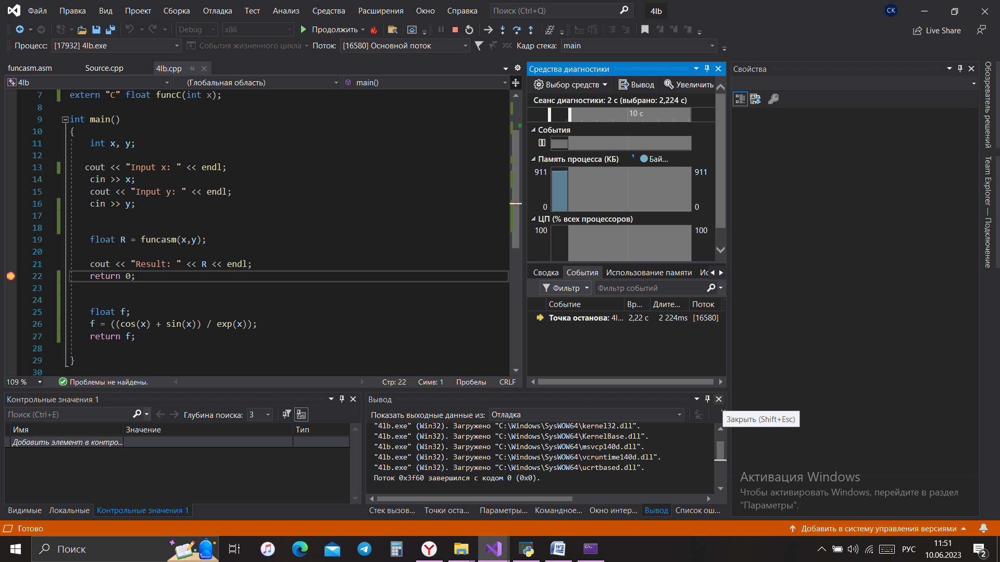 Файл Правка Вид Проект Сборка Отладка Тест Анализ Средства Расширения Окно Справка Поиск (Ctrl+Q) 4lb СК
Debug x86 Продолжить Live Share
Процесс: [17932] 4lb.exe События жизненного цикла Поток: [16580] Основной поток Кадр стека: main
funcasm.asm Source.cpp 4lb.cpp
4lb (Глобальная область) main()
7 extern "C" float funcC(int x);
8
9 int main()
10 {
11 int x, y;
12
13 cout << "Input x: " << endl;
14 cin >> x;
15 cout << "Input y: " << endl;
16 cin >> y;
17
18
19 float R = funcasm(x,y);
20
21 cout << "Result: " << R << endl;
22 return 0;
23
24
25 float f;
26 f = ((cos(x) + sin(x)) / exp(x));
27 return f;
28
29 }
30
109 % Проблемы не найдены. Стр: 22 Симв: 1 Пробелы CRLF
Средства диагностики
Выбор средств Вывод Увеличить
Сеанс диагностики: 2 с (выбрано: 2,224 с)
10 с
События
Память процесса (КБ) Бай...
911 911
0 0
ЦП (% всех процессоров)
100 100
Сводка События Использование памяти Ис
Фильтр Фильтр событий
Событие Вр... Длите... Поток
Точка останова: 4l... 2,22 с 2 224ms [16580]
Свойства
Обозреватель решений
Team Explorer — Подключение
Контрольные значения 1
Поиск (Ctrl+E) Глубина поиска: 3
Имя Значение Тип
Добавить элемент в контро...
Видимые Локальные Контрольные значения 1
Вывод
Показать выходные данные из: Отладка
Закрыть (Shift+Esc)
"4lb.exe" (Win32). Загружено "C:\Windows\SysWOW64\kernel32.dll".
"4lb.exe" (Win32). Загружено "C:\Windows\SysWOW64\KernelBase.dll".
"4lb.exe" (Win32). Загружено "C:\Windows\SysWOW64\msvcp140d.dll".
"4lb.exe" (Win32). Загружено "C:\Windows\SysWOW64\vcruntime140d.dll".
"4lb.exe" (Win32). Загружено "C:\Windows\SysWOW64\ucrtbased.dll".
Поток 0x3f60 завершился с кодом 0 (0x0).
Стек вызов... Точки оста... Параметры... Командное... Окно интер... Вывод Список ош...
Активация Windows
Чтобы активировать Windows, перейдите в раздел
"Параметры".
Готово Добавить в систему управления версиями
Поиск РУС 11:51
10.06.2023 2